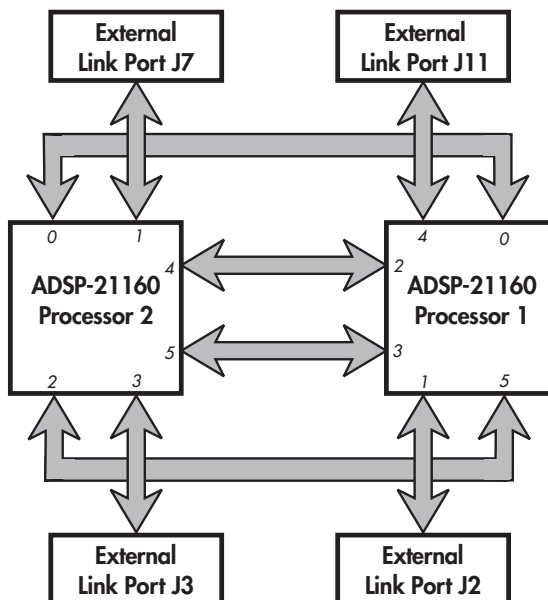 External
Link Port J7
External
Link Port J11
0
1
4
0
4
2
ADSP-21160
Processor 2
ADSP-21160
Processor 1
5
3
2
3
1
5
External
Link Port J3
External
Link Port J2